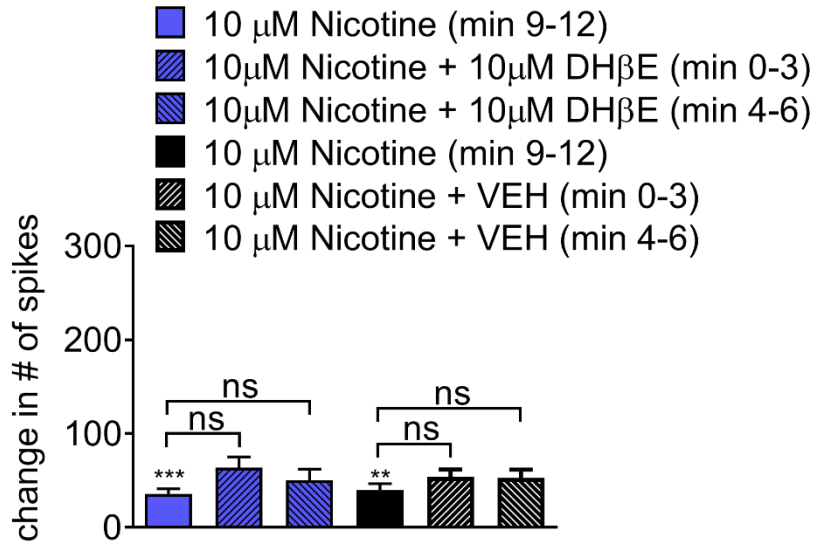 10 μM Nicotine (min 9-12)
10μM Nicotine + 10μM DHβE (min 0-3)
10μM Nicotine + 10μM DHβE (min 4-6)
10 μM Nicotine (min 9-12)
10 μM Nicotine + VEH (min 0-3)
10 μM Nicotine + VEH (min 4-6)
change in # of spikes
300
200
100
0
ns
ns
***
ns
ns
**